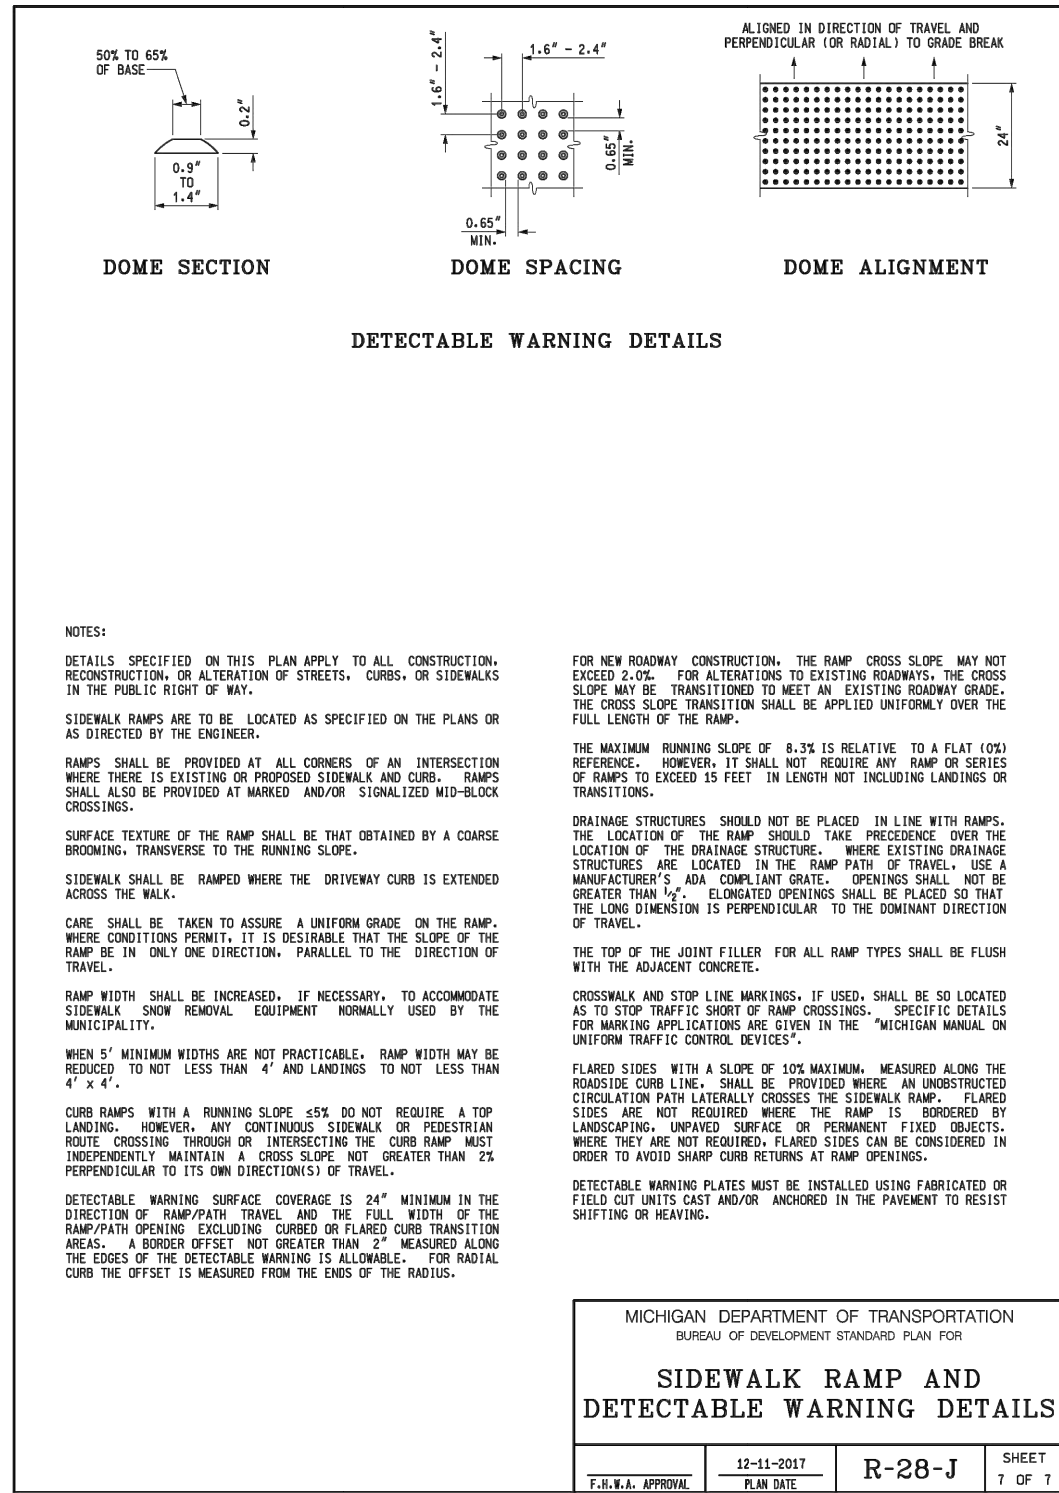 50% TO 65%
OF BASE
0.2"
0.9"
TO
1.4"
DOME SECTION
1.6" - 2.4"
1.6" - 2.4"
0.65"
MIN.
0.65"
MIN.
DOME SPACING
ALIGNED IN DIRECTION OF TRAVEL AND
PERPENDICULAR (OR RADIAL) TO GRADE BREAK
24"
DOME ALIGNMENT
DETECTABLE WARNING DETAILS
NOTES:
DETAILS SPECIFIED ON THIS PLAN APPLY TO ALL CONSTRUCTION,
RECONSTRUCTION, OR ALTERATION OF STREETS, CURBS, OR SIDEWALKS
IN THE PUBLIC RIGHT OF WAY.
SIDEWALK RAMPS ARE TO BE LOCATED AS SPECIFIED ON THE PLANS OR
AS DIRECTED BY THE ENGINEER.
RAMPS SHALL BE PROVIDED AT ALL CORNERS OF AN INTERSECTION
WHERE THERE IS EXISTING OR PROPOSED SIDEWALK AND CURB. RAMPS
SHALL ALSO BE PROVIDED AT MARKED AND/OR SIGNALIZED MID-BLOCK
CROSSINGS.
SURFACE TEXTURE OF THE RAMP SHALL BE THAT OBTAINED BY A COARSE
BROOMING, TRANSVERSE TO THE RUNNING SLOPE.
SIDEWALK SHALL BE RAMPED WHERE THE DRIVEWAY CURB IS EXTENDED
ACROSS THE WALK.
CARE SHALL BE TAKEN TO ASSURE A UNIFORM GRADE ON THE RAMP.
WHERE CONDITIONS PERMIT, IT IS DESIRABLE THAT THE SLOPE OF THE
RAMP BE IN ONLY ONE DIRECTION, PARALLEL TO THE DIRECTION OF
TRAVEL.
RAMP WIDTH SHALL BE INCREASED, IF NECESSARY, TO ACCOMMODATE
SIDEWALK SNOW REMOVAL EQUIPMENT NORMALLY USED BY THE
MUNICIPALITY.
WHEN 5' MINIMUM WIDTHS ARE NOT PRACTICABLE, RAMP WIDTH MAY BE
REDUCED TO NOT LESS THAN 4' AND LANDINGS TO NOT LESS THAN
4' x 4'.
CURB RAMPS WITH A RUNNING SLOPE ≤5% DO NOT REQUIRE A TOP
LANDING. HOWEVER, ANY CONTINUOUS SIDEWALK OR PEDESTRIAN
ROUTE CROSSING THROUGH OR INTERSECTING THE CURB RAMP MUST
INDEPENDENTLY MAINTAIN A CROSS SLOPE NOT GREATER THAN 2%
PERPENDICULAR TO ITS OWN DIRECTION(S) OF TRAVEL.
DETECTABLE WARNING SURFACE COVERAGE IS 24" MINIMUM IN THE
DIRECTION OF RAMP/PATH TRAVEL AND THE FULL WIDTH OF THE
RAMP/PATH OPENING EXCLUDING CURBED OR FLARED CURB TRANSITION
AREAS. A BORDER OFFSET NOT GREATER THAN 2" MEASURED ALONG
THE EDGES OF THE DETECTABLE WARNING IS ALLOWABLE. FOR RADIAL
CURB THE OFFSET IS MEASURED FROM THE ENDS OF THE RADIUS.
FOR NEW ROADWAY CONSTRUCTION, THE RAMP CROSS SLOPE MAY NOT
EXCEED 2.0%. FOR ALTERATIONS TO EXISTING ROADWAYS, THE CROSS
SLOPE MAY BE TRANSITIONED TO MEET AN EXISTING ROADWAY GRADE.
THE CROSS SLOPE TRANSITION SHALL BE APPLIED UNIFORMLY OVER THE
FULL LENGTH OF THE RAMP.
THE MAXIMUM RUNNING SLOPE OF 8.3% IS RELATIVE TO A FLAT (0%)
REFERENCE. HOWEVER, IT SHALL NOT REQUIRE ANY RAMP OR SERIES
OF RAMPS TO EXCEED 15 FEET IN LENGTH NOT INCLUDING LANDINGS OR
TRANSITIONS.
DRAINAGE STRUCTURES SHOULD NOT BE PLACED IN LINE WITH RAMPS.
THE LOCATION OF THE RAMP SHOULD TAKE PRECEDENCE OVER THE
LOCATION OF THE DRAINAGE STRUCTURE. WHERE EXISTING DRAINAGE
STRUCTURES ARE LOCATED IN THE RAMP PATH OF TRAVEL, USE A
MANUFACTURER'S ADA COMPLIANT GRATE. OPENINGS SHALL NOT BE
GREATER THAN 1/2". ELONGATED OPENINGS SHALL BE PLACED SO THAT
THE LONG DIMENSION IS PERPENDICULAR TO THE DOMINANT DIRECTION
OF TRAVEL.
THE TOP OF THE JOINT FILLER FOR ALL RAMP TYPES SHALL BE FLUSH
WITH THE ADJACENT CONCRETE.
CROSSWALK AND STOP LINE MARKINGS, IF USED, SHALL BE SO LOCATED
AS TO STOP TRAFFIC SHORT OF RAMP CROSSINGS. SPECIFIC DETAILS
FOR MARKING APPLICATIONS ARE GIVEN IN THE "MICHIGAN MANUAL ON
UNIFORM TRAFFIC CONTROL DEVICES".
FLARED SIDES WITH A SLOPE OF 10% MAXIMUM, MEASURED ALONG THE
ROADSIDE CURB LINE, SHALL BE PROVIDED WHERE AN UNOBSTRUCTED
CIRCULATION PATH LATERALLY CROSSES THE SIDEWALK RAMP. FLARED
SIDES ARE NOT REQUIRED WHERE THE RAMP IS BORDERED BY
LANDSCAPING, UNPAVED SURFACE OR PERMANENT FIXED OBJECTS.
WHERE THEY ARE NOT REQUIRED, FLARED SIDES CAN BE CONSIDERED IN
ORDER TO AVOID SHARP CURB RETURNS AT RAMP OPENINGS.
DETECTABLE WARNING PLATES MUST BE INSTALLED USING FABRICATED OR
FIELD CUT UNITS CAST AND/OR ANCHORED IN THE PAVEMENT TO RESIST
SHIFTING OR HEAVING.
MICHIGAN DEPARTMENT OF TRANSPORTATION
BUREAU OF DEVELOPMENT STANDARD PLAN FOR
SIDEWALK RAMP AND
DETECTABLE WARNING DETAILS
F.H.W.A. APPROVAL
12-11-2017
PLAN DATE
R-28-J
SHEET
7 OF 7